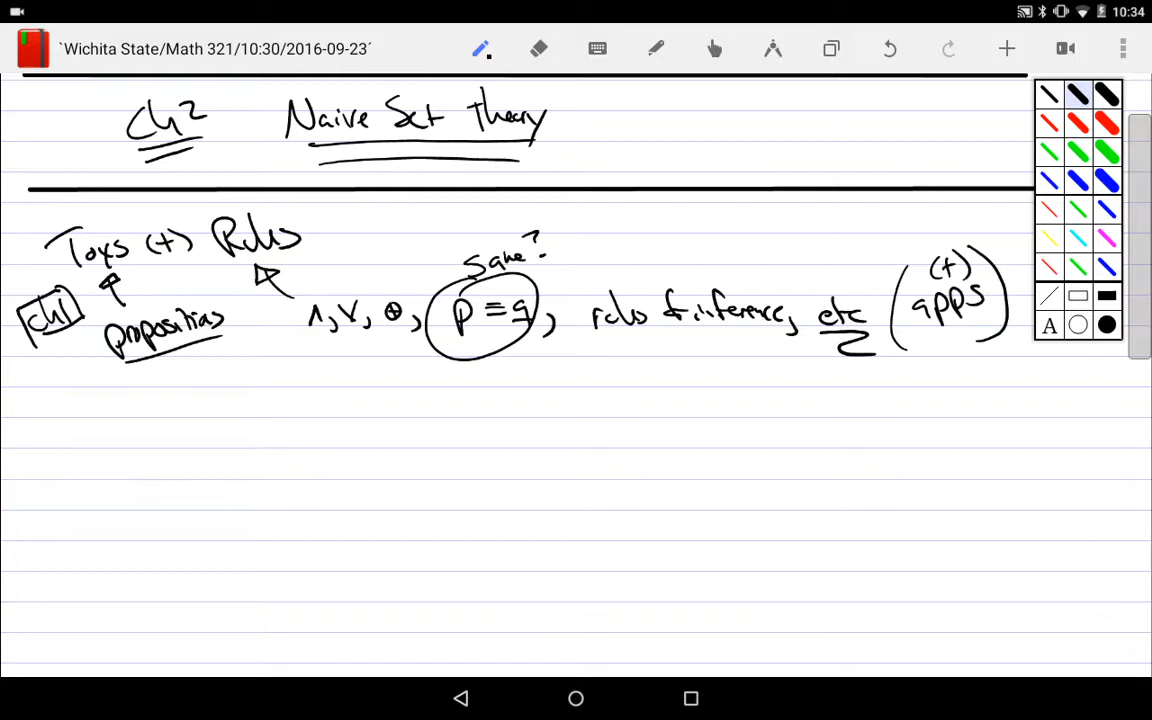 10:34
`Wichita State/Math 321/10:30/2016-09-23´
Ch 2 Naive Set Theory
Toys (+) Rules
same?
(+)
ch1 propositions ∧, ∨, ⊕, p ≡ q, rules of inference, etc apps
A